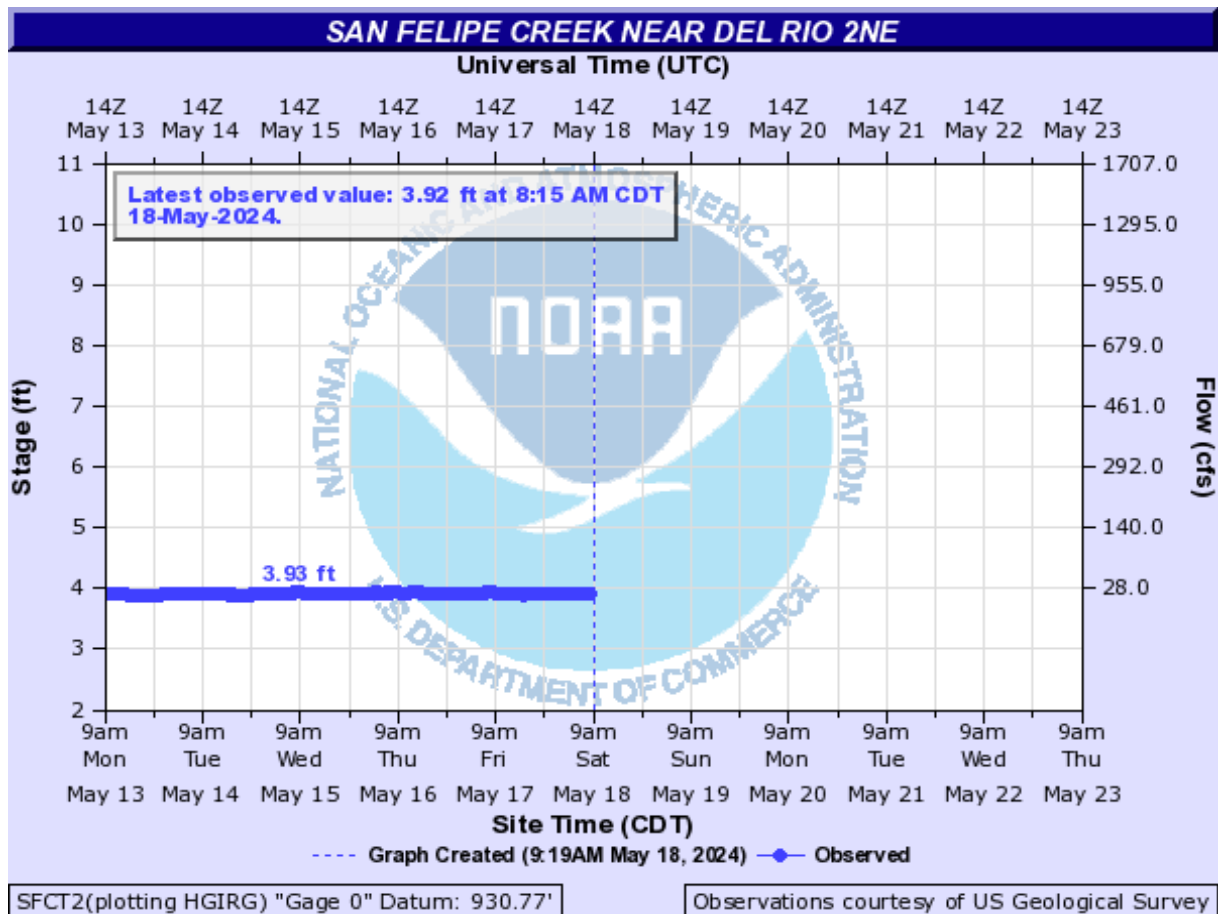 SAN FELIPE CREEK NEAR DEL RIO 2NE
Universal Time (UTC)
14Z 14Z 14Z 14Z 14Z 14Z 14Z 14Z 14Z 14Z 14Z
May 13 May 14 May 15 May 16 May 17 May 18 May 19 May 20 May 21 May 22 May 23
Latest observed value: 3.92 ft at 8:15 AM CDT
18-May-2024.
NATIONAL OCEANIC AND ATMOSPHERIC ADMINISTRATION
NOAA
U.S. DEPARTMENT OF COMMERCE
Stage (ft)
11 1707.0
10 1295.0
9 955.0
8 679.0
7 461.0
6 292.0
5 140.0
4 28.0
3
2
Flow (cfs)
3.93 ft
9am 9am 9am 9am 9am 9am 9am 9am 9am 9am 9am
Mon Tue Wed Thu Fri Sat Sun Mon Tue Wed Thu
May 13 May 14 May 15 May 16 May 17 May 18 May 19 May 20 May 21 May 22 May 23
Site Time (CDT)
Graph Created (9:19AM May 18, 2024) Observed
SFCT2(plotting HGIRG) "Gage 0" Datum: 930.77'
Observations courtesy of US Geological Survey